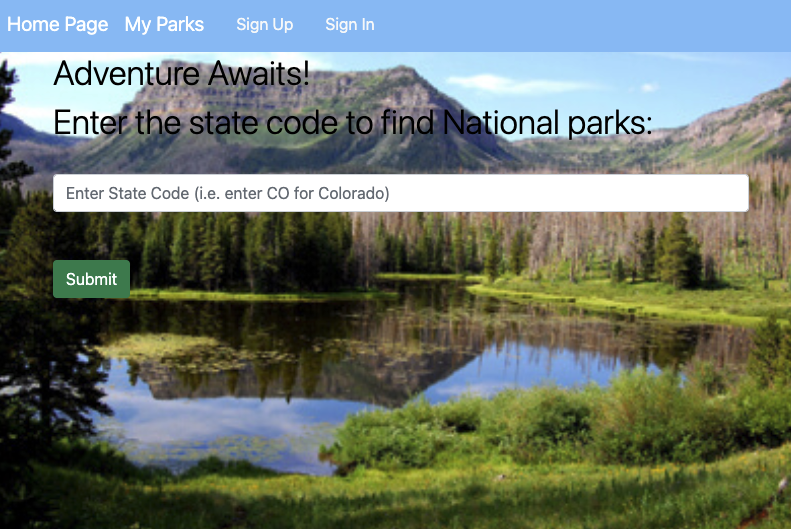 Home Page My Parks Sign Up Sign In
Adventure Awaits!
Enter the state code to find National parks:
Enter State Code (i.e. enter CO for Colorado)
Submit